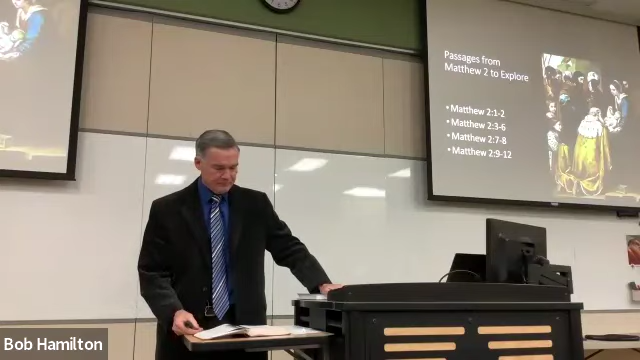 Passages from
Matthew 2 to Explore
• Matthew 2:1-2
• Matthew 2:3-6
• Matthew 2:7-8
• Matthew 2:9-12
Bob Hamilton